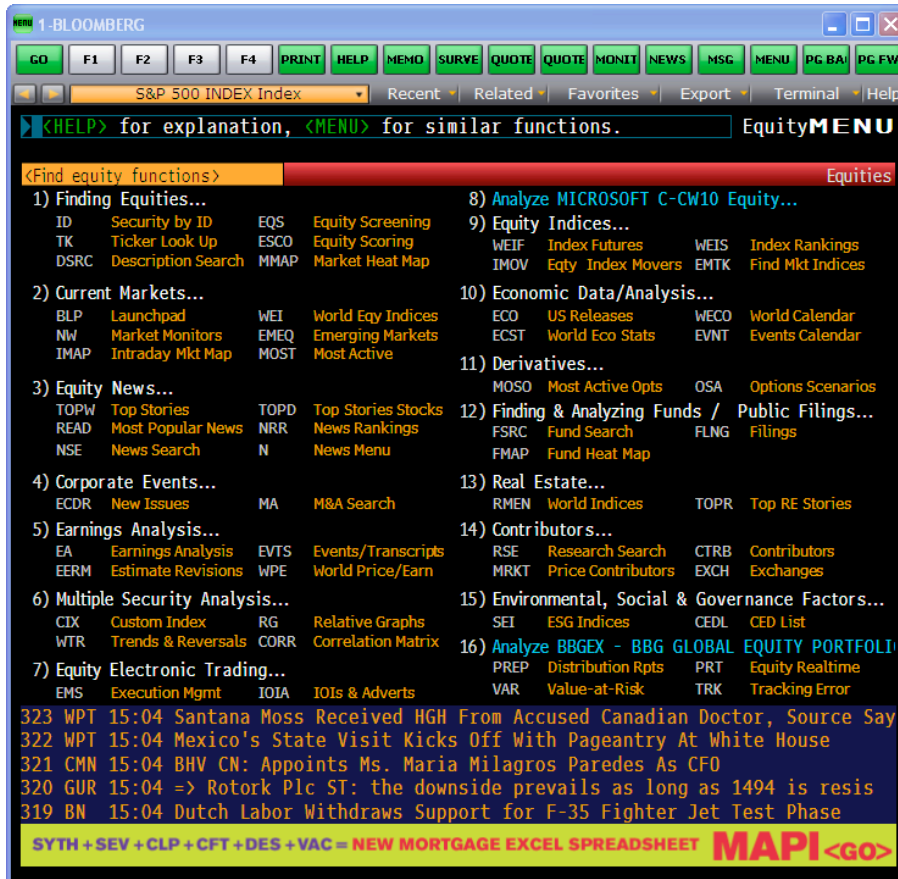 MENU 1-BLOOMBERG
GO F1 F2 F3 F4 PRINT HELP MEMO SURVE QUOTE QUOTE MONIT NEWS MSG MENU PG BA PG FW
S&P 500 INDEX Index Recent Related Favorites Export Terminal Help
<HELP> for explanation, <MENU> for similar functions. EquityMENU
<Find equity functions> Equities
1) Finding Equities...
ID Security by ID EQS Equity Screening
TK Ticker Look Up ESCO Equity Scoring
DSRC Description Search MMAP Market Heat Map
2) Current Markets...
BLP Launchpad WEI World Eqy Indices
NW Market Monitors EMEQ Emerging Markets
IMAP Intraday Mkt Map MOST Most Active
3) Equity News...
TOPW Top Stories TOPD Top Stories Stocks
READ Most Popular News NRR News Rankings
NSE News Search N News Menu
4) Corporate Events...
ECDR New Issues MA M&A Search
5) Earnings Analysis...
EA Earnings Analysis EVTS Events/Transcripts
EERM Estimate Revisions WPE World Price/Earn
6) Multiple Security Analysis...
CIX Custom Index RG Relative Graphs
WTR Trends & Reversals CORR Correlation Matrix
7) Equity Electronic Trading...
EMS Execution Mgmt IOIA IOIs & Adverts
8) Analyze MICROSOFT C-CW10 Equity...
9) Equity Indices...
WEIF Index Futures WEIS Index Rankings
IMOV Eqty Index Movers EMTK Find Mkt Indices
10) Economic Data/Analysis...
ECO US Releases WECO World Calendar
ECST World Eco Stats EVNT Events Calendar
11) Derivatives...
MOSO Most Active Opts OSA Options Scenarios
12) Finding & Analyzing Funds / Public Filings...
FSRC Fund Search FLNG Filings
FMAP Fund Heat Map
13) Real Estate...
RMEN World Indices TOPR Top RE Stories
14) Contributors...
RSE Research Search CTRB Contributors
MRKT Price Contributors EXCH Exchanges
15) Environmental, Social & Governance Factors...
SEI ESG Indices CEDL CED List
16) Analyze BBGEX - BBG GLOBAL EQUITY PORTFOLI
PREP Distribution Rpts PRT Equity Realtime
VAR Value-at-Risk TRK Tracking Error
323 WPT 15:04 Santana Moss Received HGH From Accused Canadian Doctor, Source Say
322 WPT 15:04 Mexico's State Visit Kicks Off With Pageantry At White House
321 CMN 15:04 BHV CN: Appoints Ms. Maria Milagros Paredes As CFO
320 GUR 15:04 => Rotork Plc ST: the downside prevails as long as 1494 is resis
319 BN 15:04 Dutch Labor Withdraws Support for F-35 Fighter Jet Test Phase
SYTH + SEV + CLP + CFT + DES + VAC = NEW MORTGAGE EXCEL SPREADSHEET MAPI<GO>